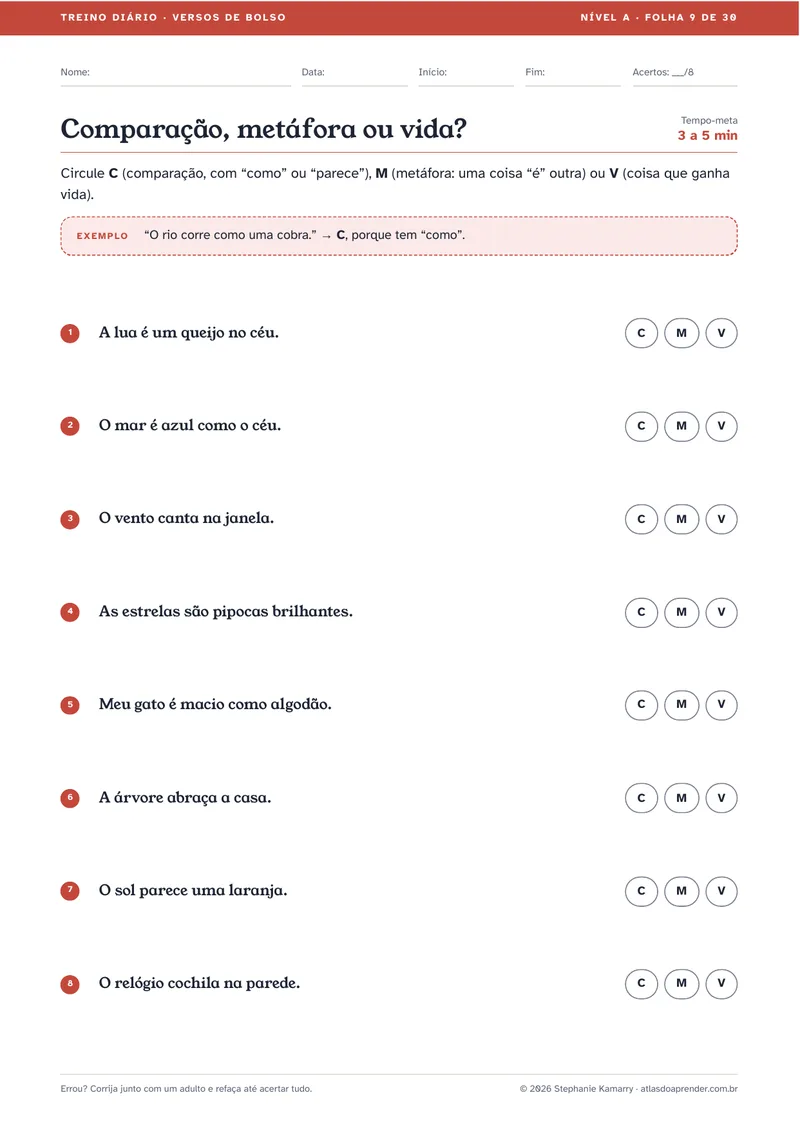 TREINO DIÁRIO · VERSOS DE BOLSO
NÍVEL A · FOLHA 9 DE 30
Nome:
Data:
Início:
Fim:
Acertos: __/8
Comparação, metáfora ou vida?
Tempo-meta
3 a 5 min
Circule C (comparação, com “como” ou “parece”), M (metáfora: uma coisa “é” outra) ou V (coisa que ganha
vida).
EXEMPLO “O rio corre como uma cobra.” → C, porque tem “como”.
1 A lua é um queijo no céu. C M V
2 O mar é azul como o céu. C M V
3 O vento canta na janela. C M V
4 As estrelas são pipocas brilhantes. C M V
5 Meu gato é macio como algodão. C M V
6 A árvore abraça a casa. C M V
7 O sol parece uma laranja. C M V
8 O relógio cochila na parede. C M V
Errou? Corrija junto com um adulto e refaça até acertar tudo.
© 2026 Stephanie Kamarry · atlasdoaprender.com.br